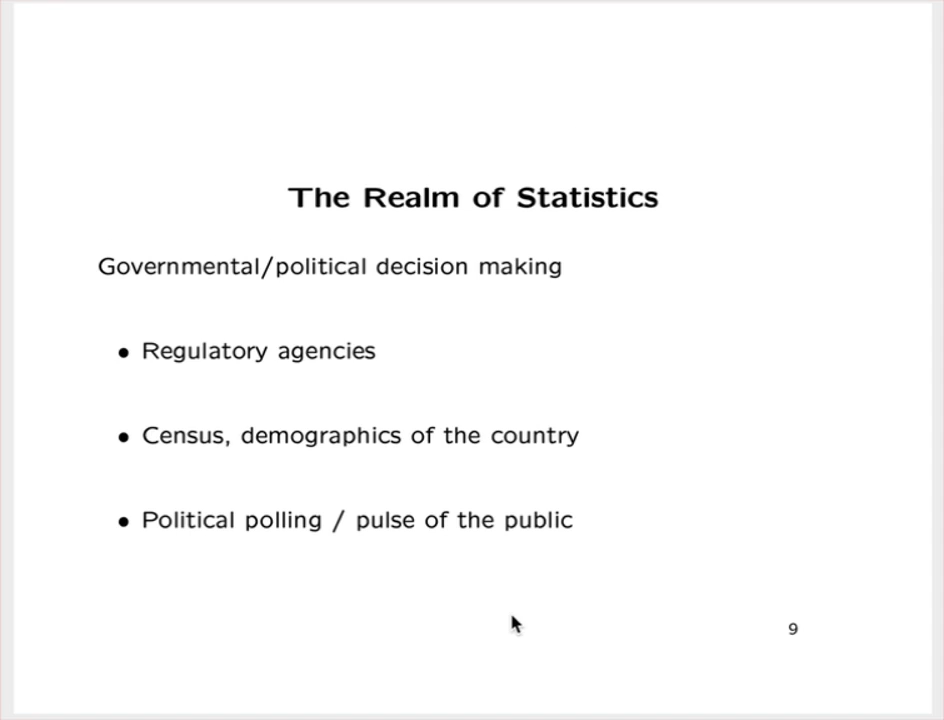 The Realm of Statistics
Governmental/political decision making
• Regulatory agencies
• Census, demographics of the country
• Political polling / pulse of the public
9